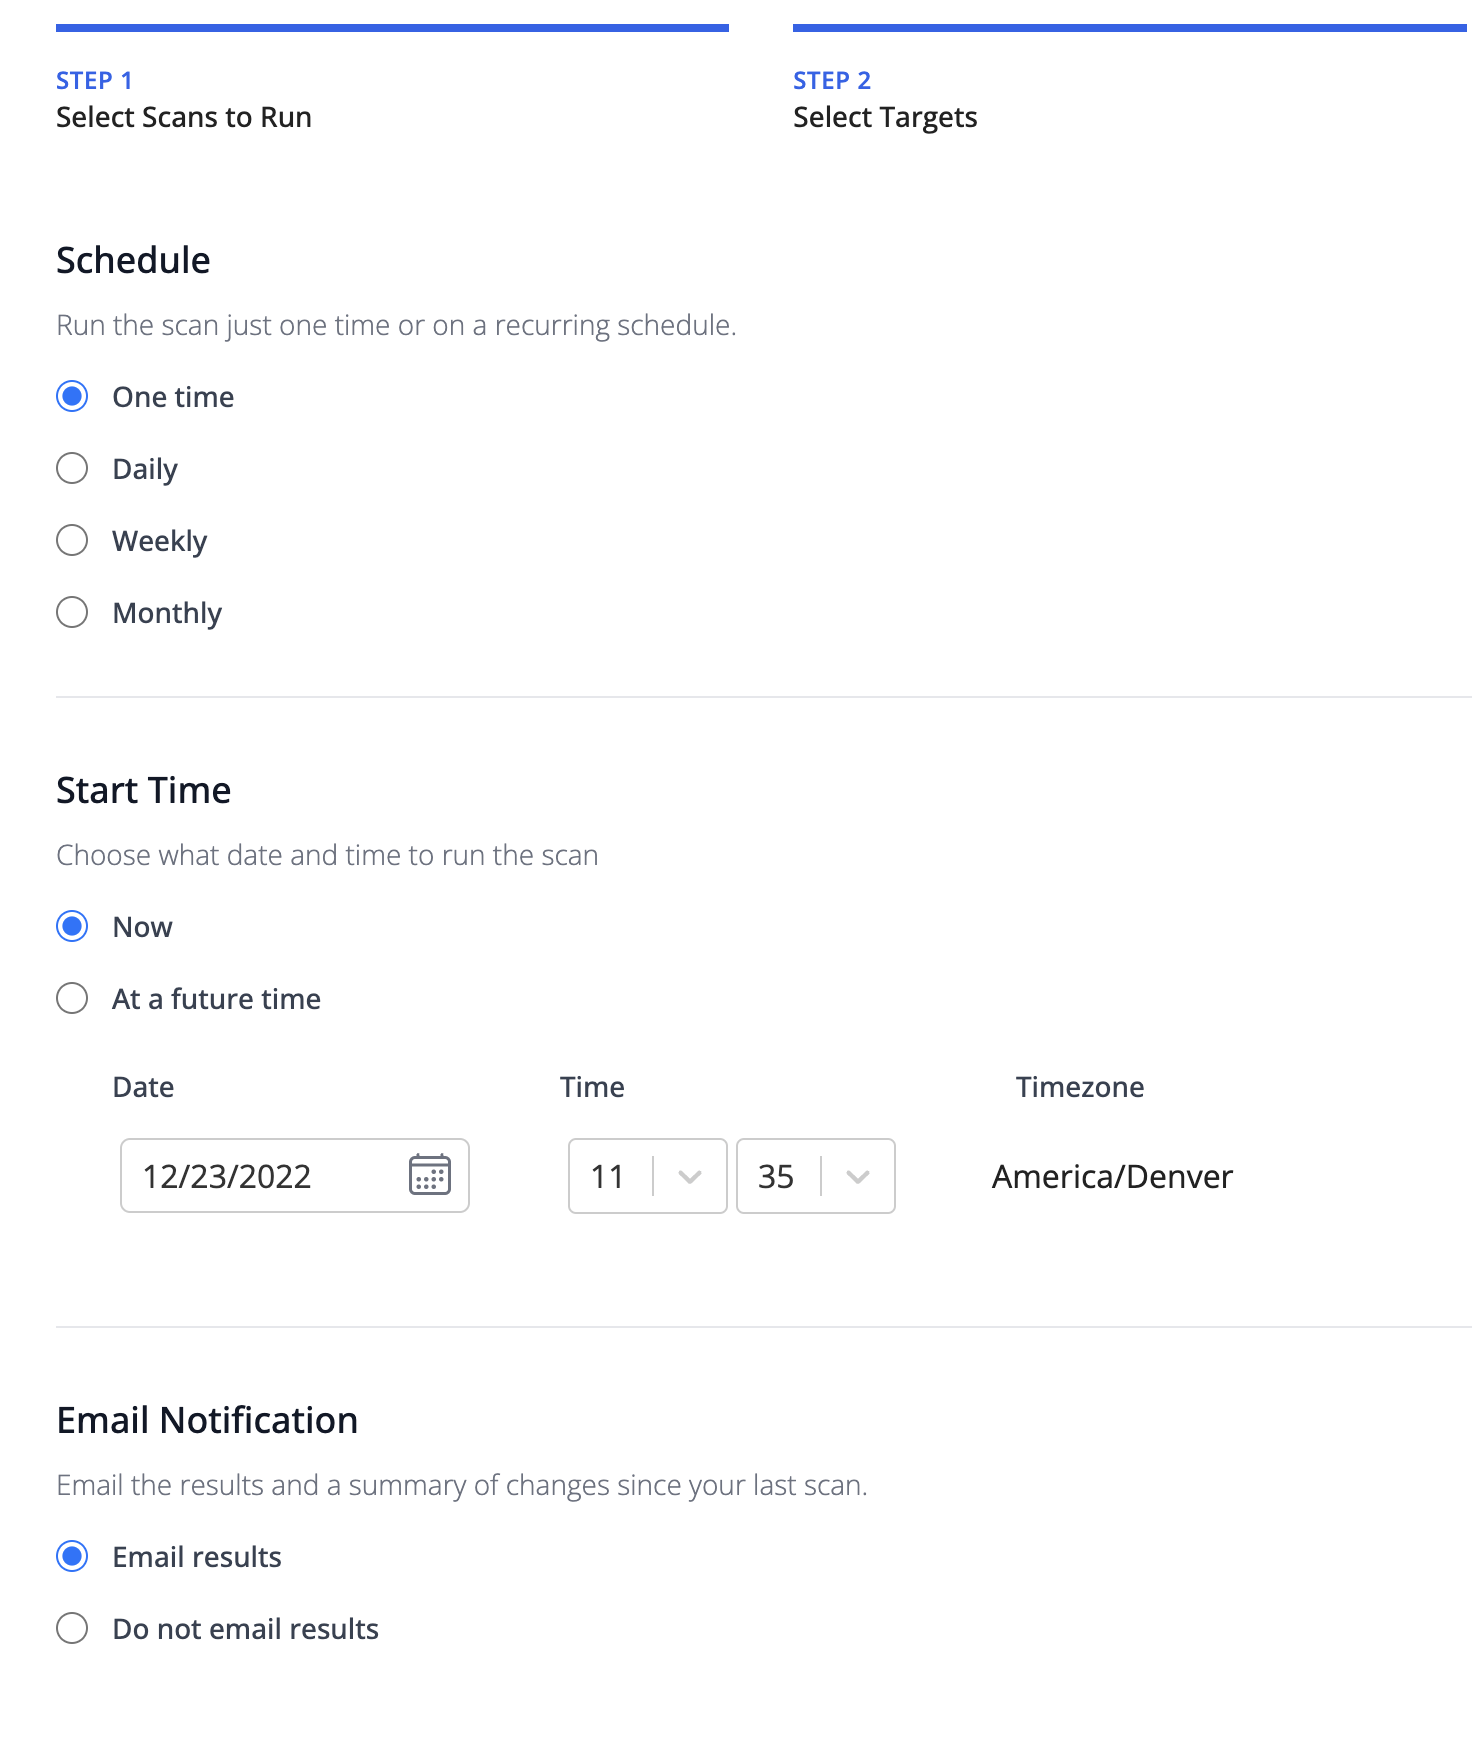 STEP 1
Select Scans to Run
STEP 2
Select Targets
Schedule
Run the scan just one time or on a recurring schedule.
One time
Daily
Weekly
Monthly
Start Time
Choose what date and time to run the scan
Now
At a future time
Date
Time
Timezone
12/23/2022
11
35
America/Denver
Email Notification
Email the results and a summary of changes since your last scan.
Email results
Do not email results